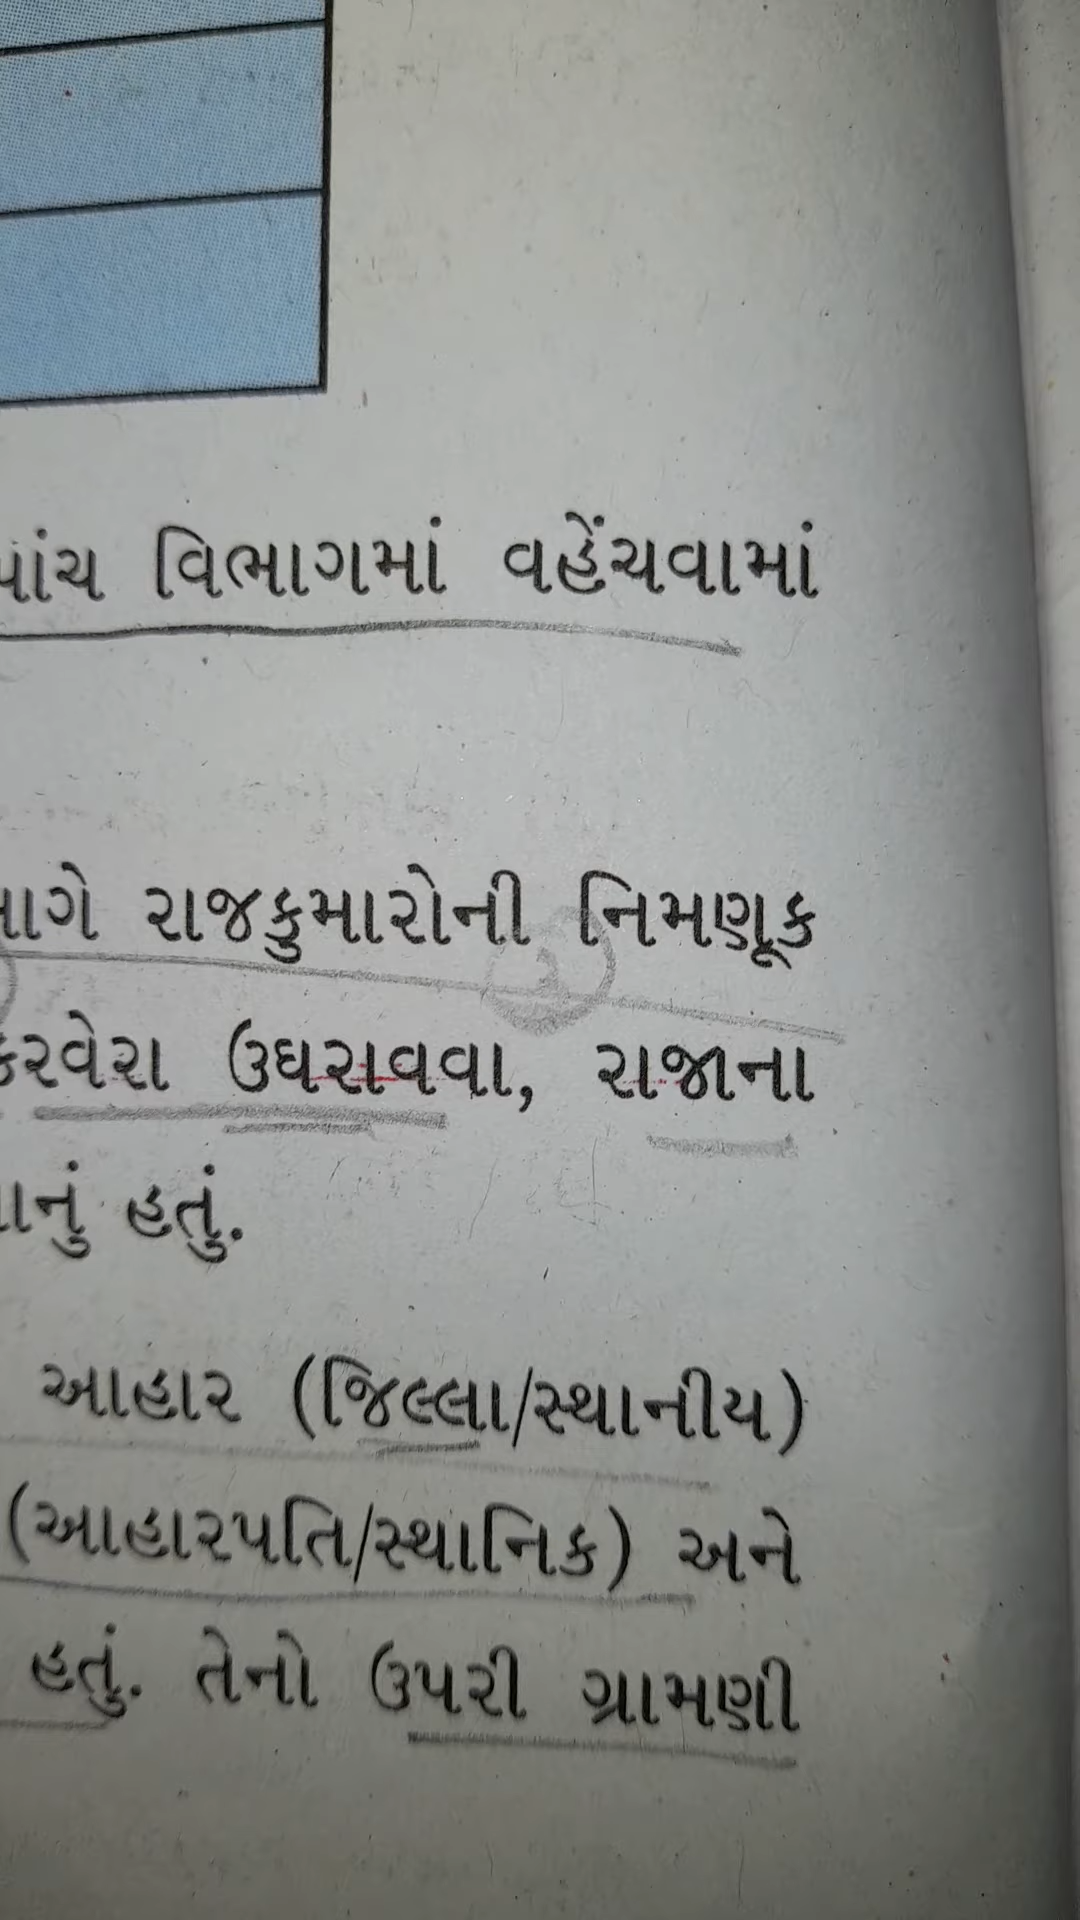 પાંચ વિભાગમાં વહેંચવામાં
રાજકુમારોની નિમણૂક
કરવેરા ઉઘરાવવા, રાજાના
હતું.
આહાર (જિલ્લા/સ્થાનીય)
(આહારપતિ/સ્થાનિક) અને
હતું. તેનો ઉપરી ગ્રામણી